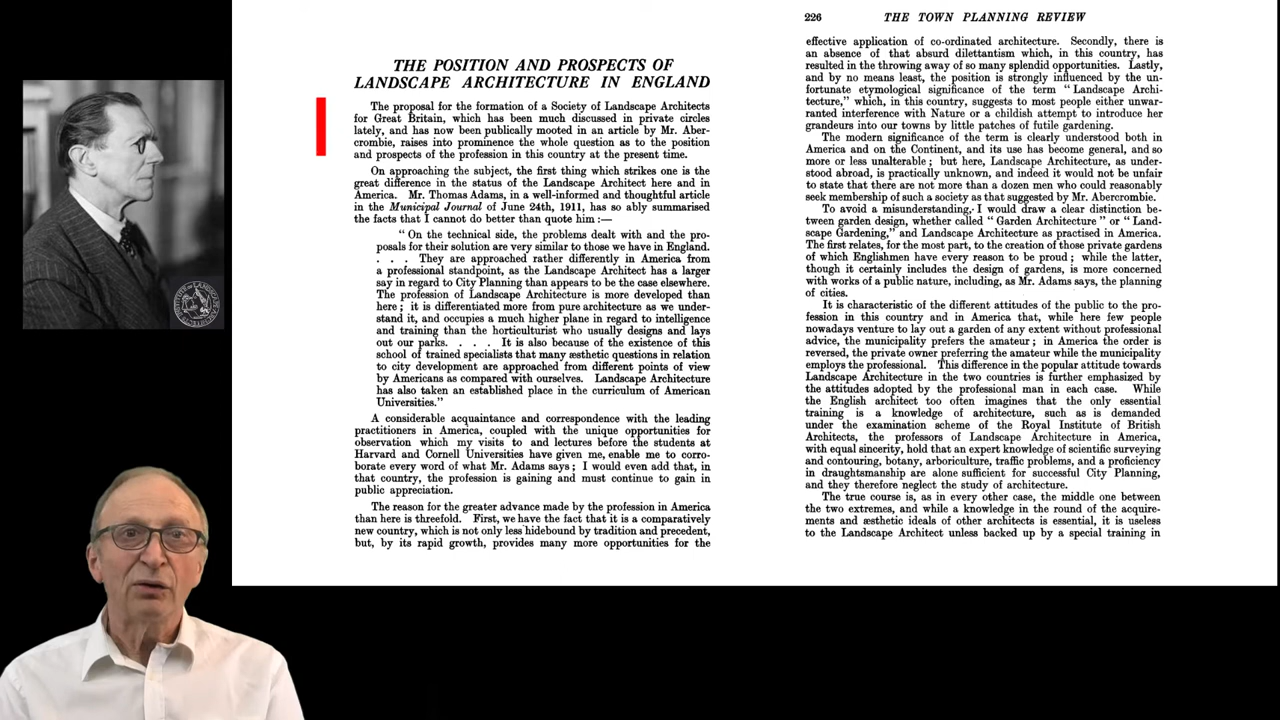 THE POSITION AND PROSPECTS OF
LANDSCAPE ARCHITECTURE IN ENGLAND
The proposal for the formation of a Society of Landscape Architects
for Great Britain, which has been much discussed in private circles
lately, and has now been publically mooted in an article by Mr. Aber-
crombie, raises into prominence the whole question as to the position
and prospects of the profession in this country at the present time.
On approaching the subject, the first thing which strikes one is the
great difference in the status of the Landscape Architect here and in
America. Mr. Thomas Adams, in a well-informed and thoughtful article
in the Municipal Journal of June 24th, 1911, has so ably summarised
the facts that I cannot do better than quote him :—
" On the technical side, the problems dealt with and the pro-
posals for their solution are very similar to those we have in England.
. . . They are approached rather differently in America from
a professional standpoint, as the Landscape Architect has a larger
say in regard to City Planning than appears to be the case elsewhere.
The profession of Landscape Architecture is more developed than
here ; it is differentiated more from pure architecture as we under-
stand it, and occupies a much higher plane in regard to intelligence
and training than the horticulturist who usually designs and lays
out our parks. . . . It is also because of the existence of this
school of trained specialists that many æsthetic questions in relation
to city development are approached from different points of view
by Americans as compared with ourselves. Landscape Architecture
has also taken an established place in the curriculum of American
Universities."
A considerable acquaintance and correspondence with the leading
practitioners in America, coupled with the unique opportunities for
observation which my visits to and lectures before the students at
Harvard and Cornell Universities have given me, enable me to corro-
borate every word of what Mr. Adams says ; I would even add that, in
that country, the profession is gaining and must continue to gain in
public appreciation.
The reason for the greater advance made by the profession in America
than here is threefold. First, we have the fact that it is a comparatively
new country, which is not only less hidebound by tradition and precedent,
but, by its rapid growth, provides many more opportunities for the
226 THE TOWN PLANNING REVIEW
effective application of co-ordinated architecture. Secondly, there is
an absence of that absurd dilettantism which, in this country, has
resulted in the throwing away of so many splendid opportunities. Lastly,
and by no means least, the position is strongly influenced by the un-
fortunate etymological significance of the term " Landscape Archi-
tecture," which, in this country, suggests to most people either unwar-
ranted interference with Nature or a childish attempt to introduce her
grandeurs into our towns by little patches of futile gardening.
The modern significance of the term is clearly understood both in
America and on the Continent, and its use has become general, and so
more or less unalterable ; but here, Landscape Architecture, as under-
stood abroad, is practically unknown, and indeed it would not be unfair
to state that there are not more than a dozen men who could reasonably
seek membership of such a society as that suggested by Mr. Abercrombie.
To avoid a misunderstanding, I would draw a clear distinction be-
tween garden design, whether called " Garden Architecture " or " Land-
scape Gardening," and Landscape Architecture as practised in America.
The first relates, for the most part, to the creation of those private gardens
of which Englishmen have every reason to be proud ; while the latter,
though it certainly includes the design of gardens, is more concerned
with works of a public nature, including, as Mr. Adams says, the planning
of cities.
It is characteristic of the different attitudes of the public to the pro-
fession in this country and in America that, while here few people
nowadays venture to lay out a garden of any extent without professional
advice, the municipality prefers the amateur ; in America the order is
reversed, the private owner preferring the amateur while the municipality
employs the professional. This difference in the popular attitude towards
Landscape Architecture in the two countries is further emphasized by
the attitudes adopted by the professional man in each case. While
the English architect too often imagines that the only essential
training is a knowledge of architecture, such as is demanded
under the examination scheme of the Royal Institute of British
Architects, the professors of Landscape Architecture in America,
with equal sincerity, hold that an expert knowledge of scientific surveying
and contouring, botany, arboriculture, traffic problems, and a proficiency
in draughtsmanship are alone sufficient for successful City Planning,
and they therefore neglect the study of architecture.
The true course is, as in every other case, the middle one between
the two extremes, and while a knowledge in the round of the acquire-
ments and æsthetic ideals of other architects is essential, it is useless
to the Landscape Architect unless backed up by a special training in